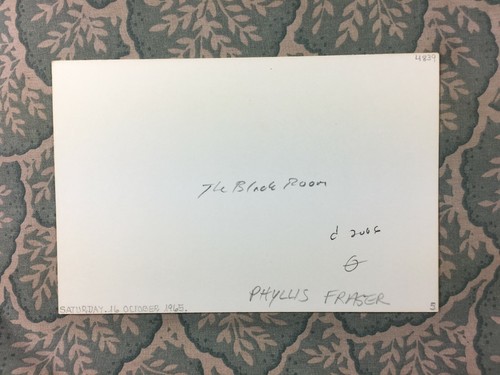 4839
The Black Room
SATURDAY. 16 OCTOBER 1965.
PHYLLIS FRASER